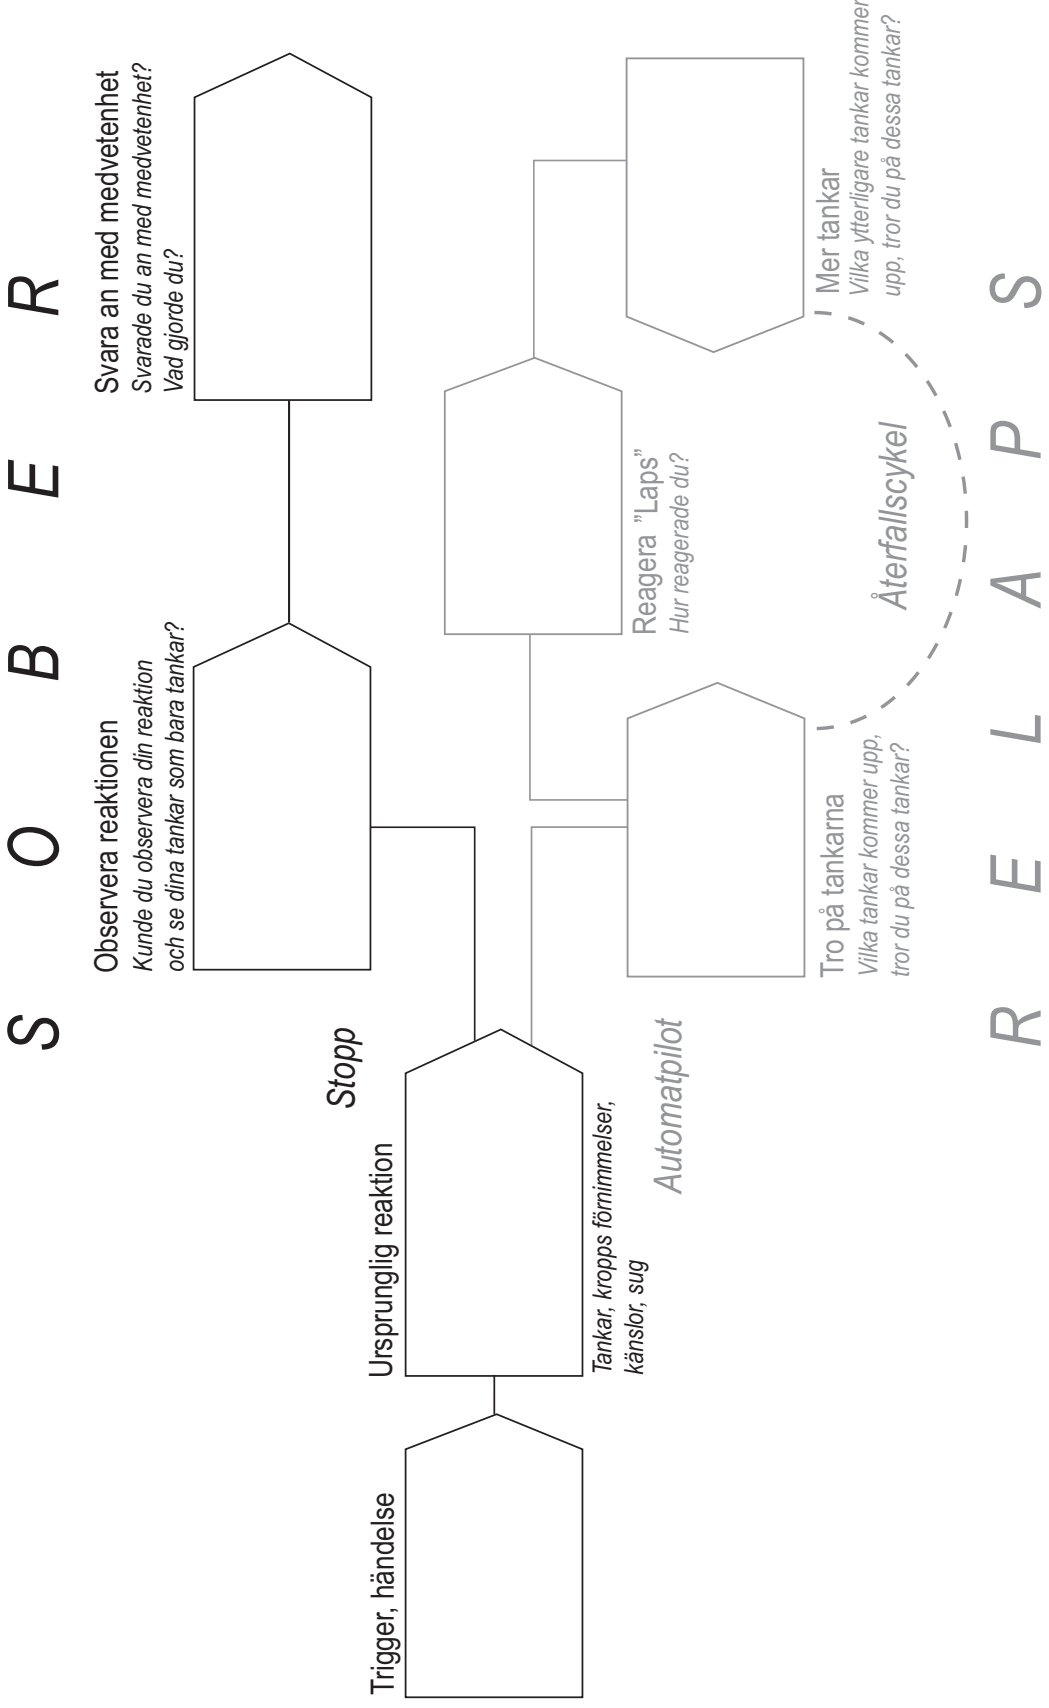 S O B E R
Observera reaktionen
Kunde du observera din reaktion
och se dina tankar som bara tankar?
Svara an med medvetenhet
Svarade du an med medvetenhet?
Vad gjorde du?
Stopp
Ursprunglig reaktion
Tankar, kropps förnimmelser,
känslor, sug
Trigger, händelse
Automatpilot
Reagera ”Laps”
Hur reagerade du?
Tro på tankarna
Vilka tankar kommer upp,
tror du på dessa tankar?
Mer tankar
Vilka ytterligare tankar kommer
upp, tror du på dessa tankar?
Återfallscykel
R E L A P S